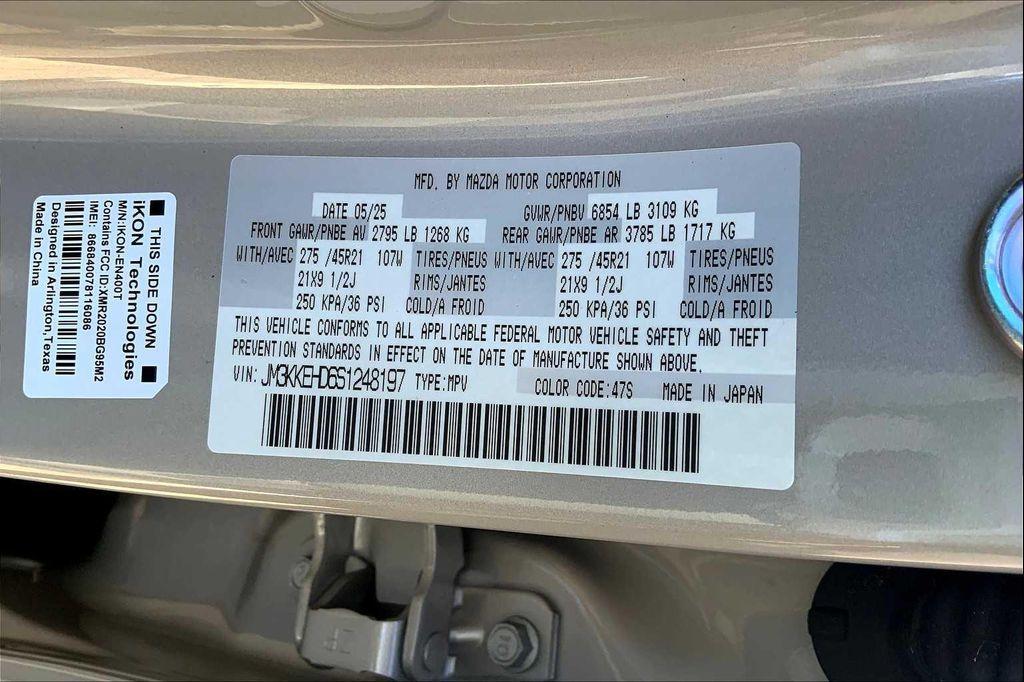 THIS SIDE DOWN
iKON Technologies
M/N:IKON-EN400T
Contains FCC ID:XMR2020BG95M2
IMEI: 866840078116086
Designed in Arlington,Texas
Made in China
MFD. BY MAZDA MOTOR CORPORATION
DATE 05/25 GVWR/PNBV 6854 LB 3109 KG
FRONT GAWR/PNBE AV 2795 LB 1268 KG REAR GAWR/PNBE AR 3785 LB 1717 KG
WITH/AVEC 275 /45R21 107W TIRES/PNEUS WITH/AVEC 275 /45R21 107W TIRES/PNEUS
21X9 1/2J RIMS/JANTES 21X9 1/2J RIMS/JANTES
250 KPA/36 PSI COLD/A FROID 250 KPA/36 PSI COLD/A FROID
THIS VEHICLE CONFORMS TO ALL APPLICABLE FEDERAL MOTOR VEHICLE SAFETY AND THEFT
PREVENTION STANDARDS IN EFFECT ON THE DATE OF MANUFACTURE SHOWN ABOVE.
VIN: JM3KKEHD6S1248197 TYPE:MPV COLOR CODE:47S MADE IN JAPAN